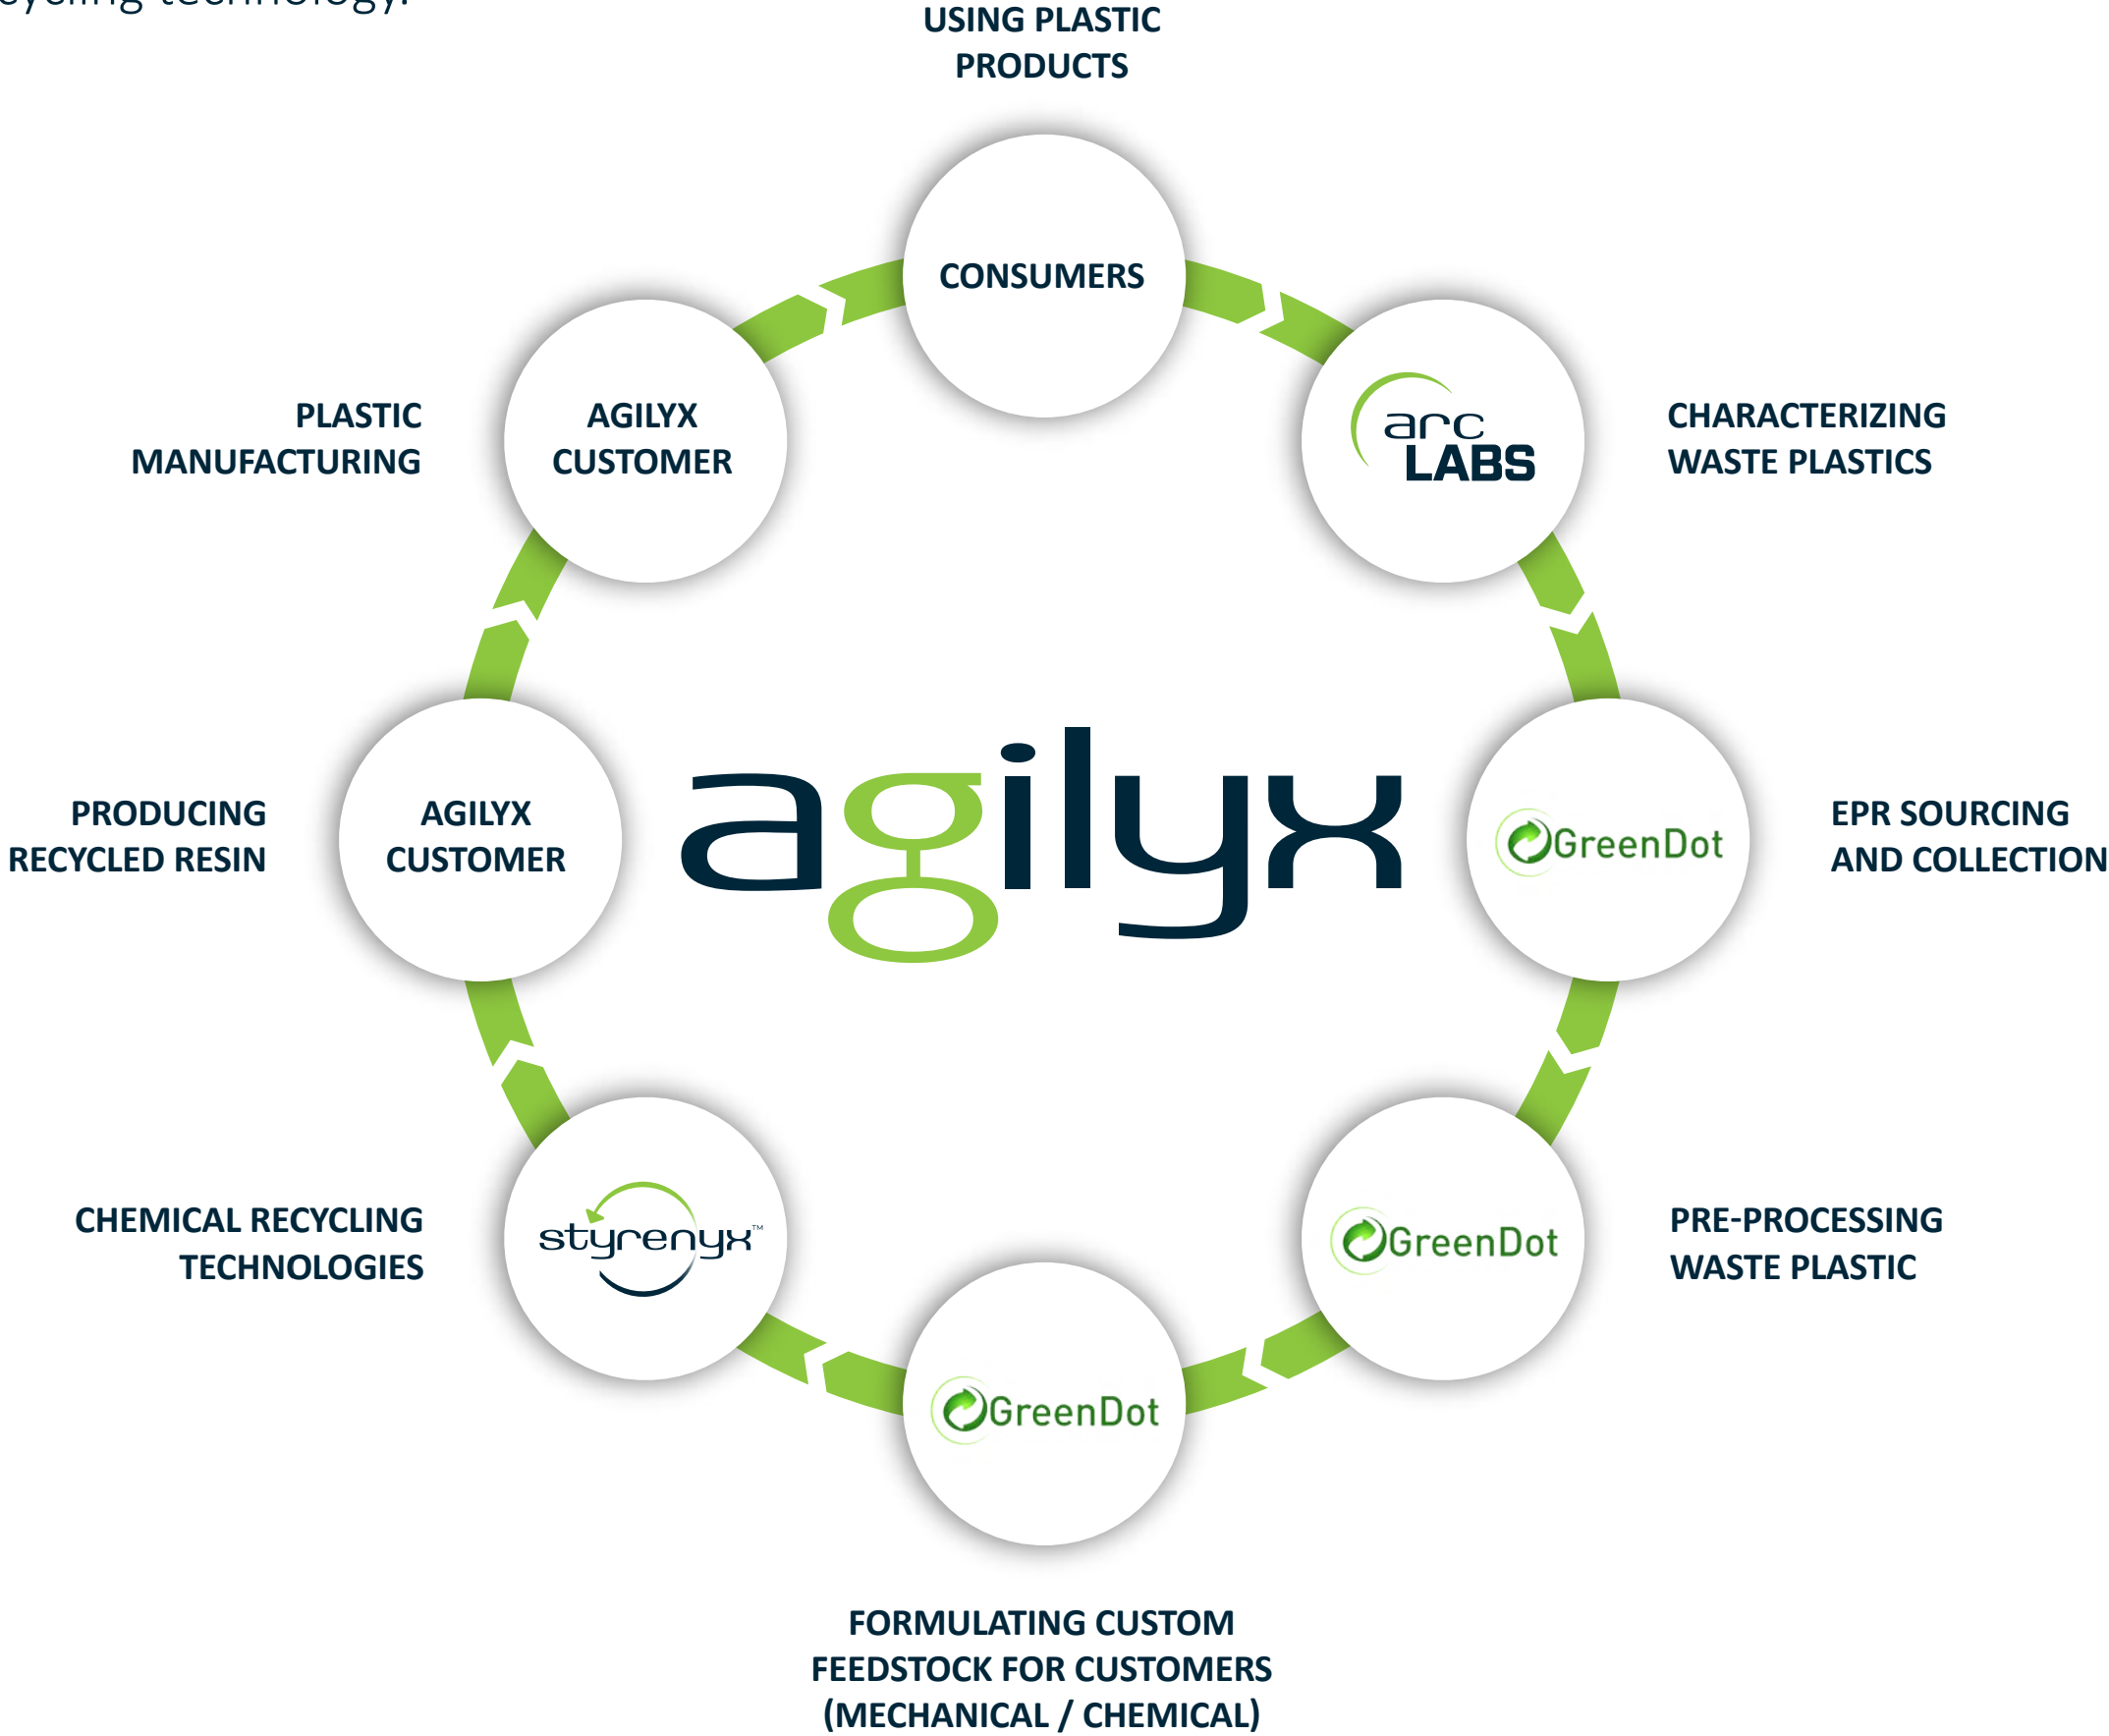 cycling technology.
USING PLASTIC
PRODUCTS
CONSUMERS
arc
LABS
CHARACTERIZING
WASTE PLASTICS
GreenDot
EPR SOURCING
AND COLLECTION
GreenDot
PRE-PROCESSING
WASTE PLASTIC
GreenDot
FORMULATING CUSTOM
FEEDSTOCK FOR CUSTOMERS
(MECHANICAL / CHEMICAL)
styrenyx™
CHEMICAL RECYCLING
TECHNOLOGIES
AGILYX
CUSTOMER
PRODUCING
RECYCLED RESIN
AGILYX
CUSTOMER
PLASTIC
MANUFACTURING
agilyx